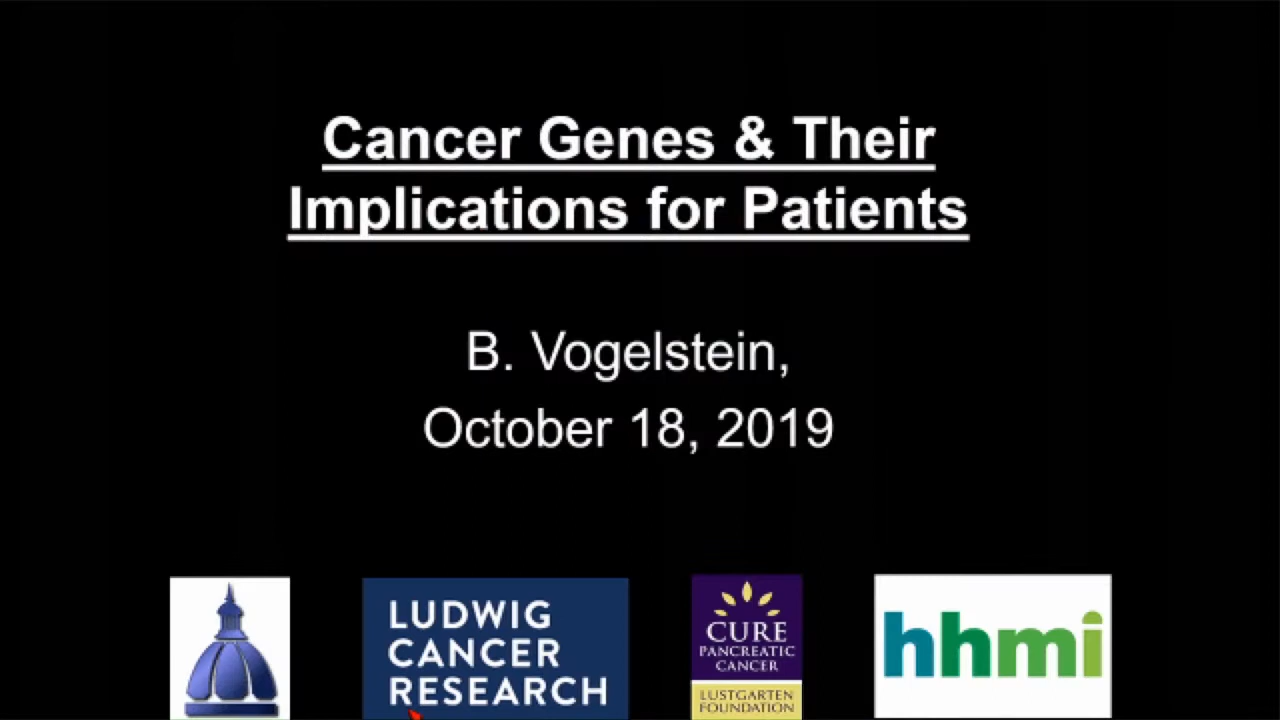 Cancer Genes & Their
Implications for Patients
B. Vogelstein,
October 18, 2019
LUDWIG
CANCER
RESEARCH
CURE
PANCREATIC
CANCER
LUSTGARTEN
FOUNDATION
hhmi